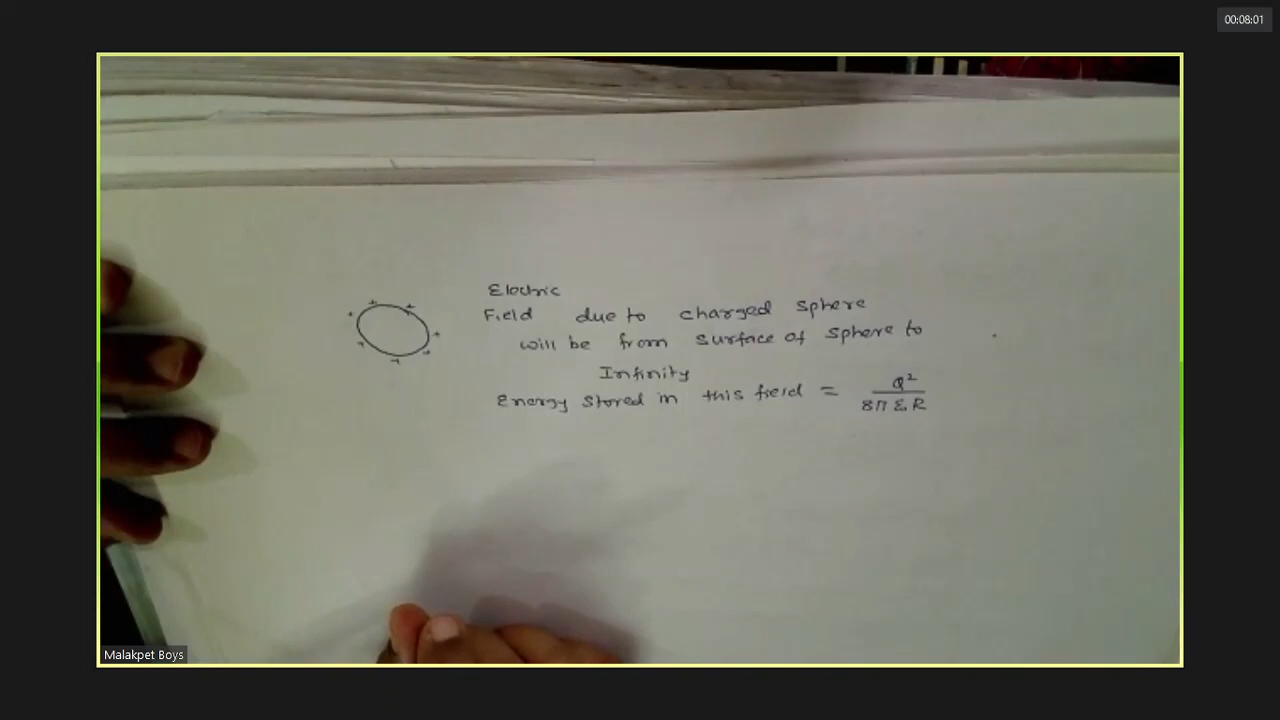 00:08:01
Electric
Field due to charged sphere
will be from surface of sphere to
Infinity
Energy stored in this field = Q²/8π ε₀ R
Malakpet Boys